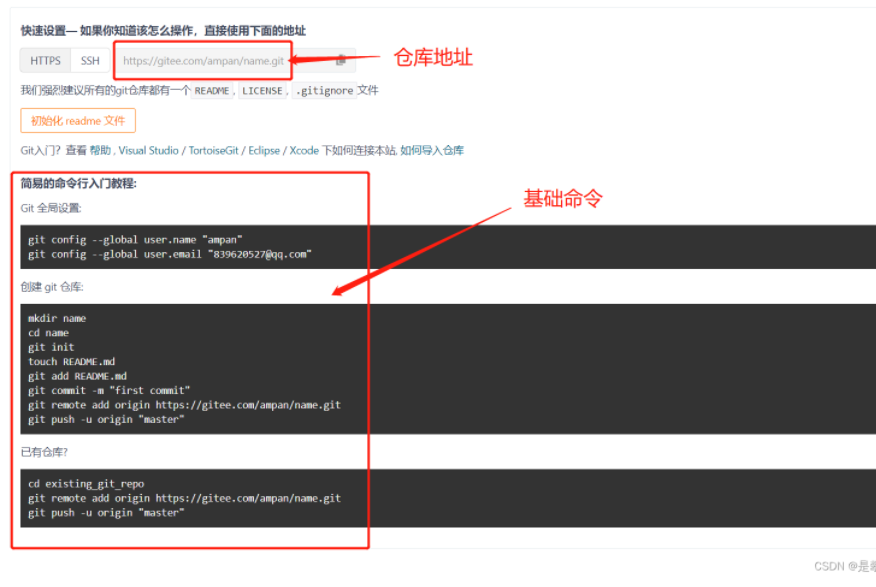 快速设置— 如果你知道该怎么操作，直接使用下面的地址
HTTPS SSH https://gitee.com/ampan/name.git 仓库地址
我们强烈建议所有的git仓库都有一个 README , LICENSE , .gitignore 文件
初始化 readme 文件
Git入门？查看 帮助 , Visual Studio / TortoiseGit / Eclipse / Xcode 下如何连接本站, 如何导入仓库
简易的命令行入门教程:
基础命令
Git 全局设置:
git config --global user.name "ampan"
git config --global user.email "839620527@qq.com"
创建 git 仓库:
mkdir name
cd name
git init
touch README.md
git add README.md
git commit -m "first commit"
git remote add origin https://gitee.com/ampan/name.git
git push -u origin "master"
已有仓库?
cd existing_git_repo
git remote add origin https://gitee.com/ampan/name.git
git push -u origin "master"
CSDN @是